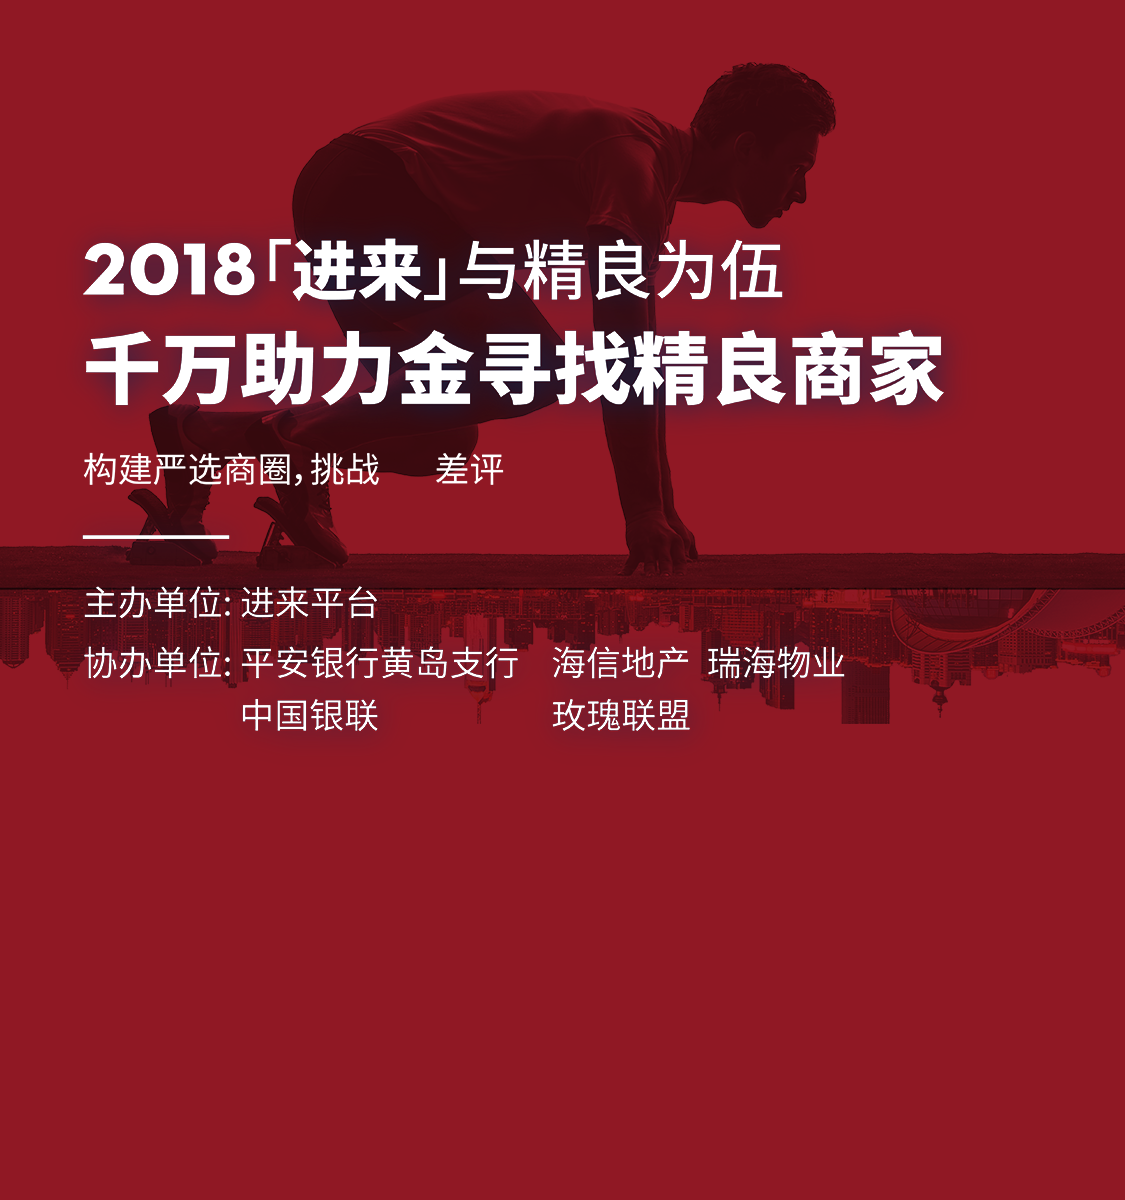 2018「进来」与精良为伍
千万助力金寻找精良商家
构建严选商圈，挑战 差评
主办单位：进来平台
协办单位：平安银行黄岛支行 海信地产 瑞海物业
中国银联 玫瑰联盟